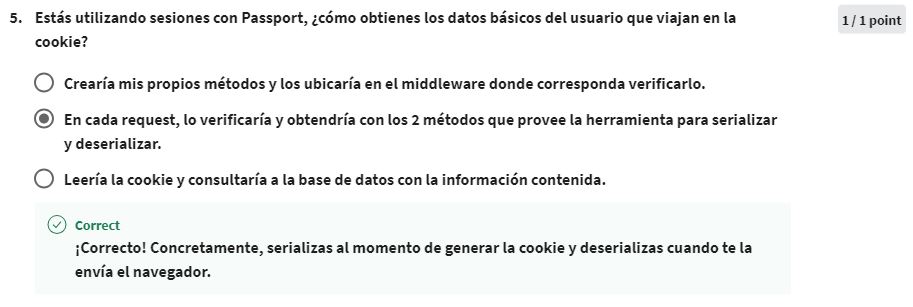 5. Estás utilizando sesiones con Passport, ¿cómo obtienes los datos básicos del usuario que viajan en la
cookie?
1 / 1 point
Crearía mis propios métodos y los ubicaría en el middleware donde corresponda verificarlo.
En cada request, lo verificaría y obtendría con los 2 métodos que provee la herramienta para serializar
y deserializar.
Leería la cookie y consultaría a la base de datos con la información contenida.
Correct
¡Correcto! Concretamente, serializas al momento de generar la cookie y deserializas cuando te la
envía el navegador.